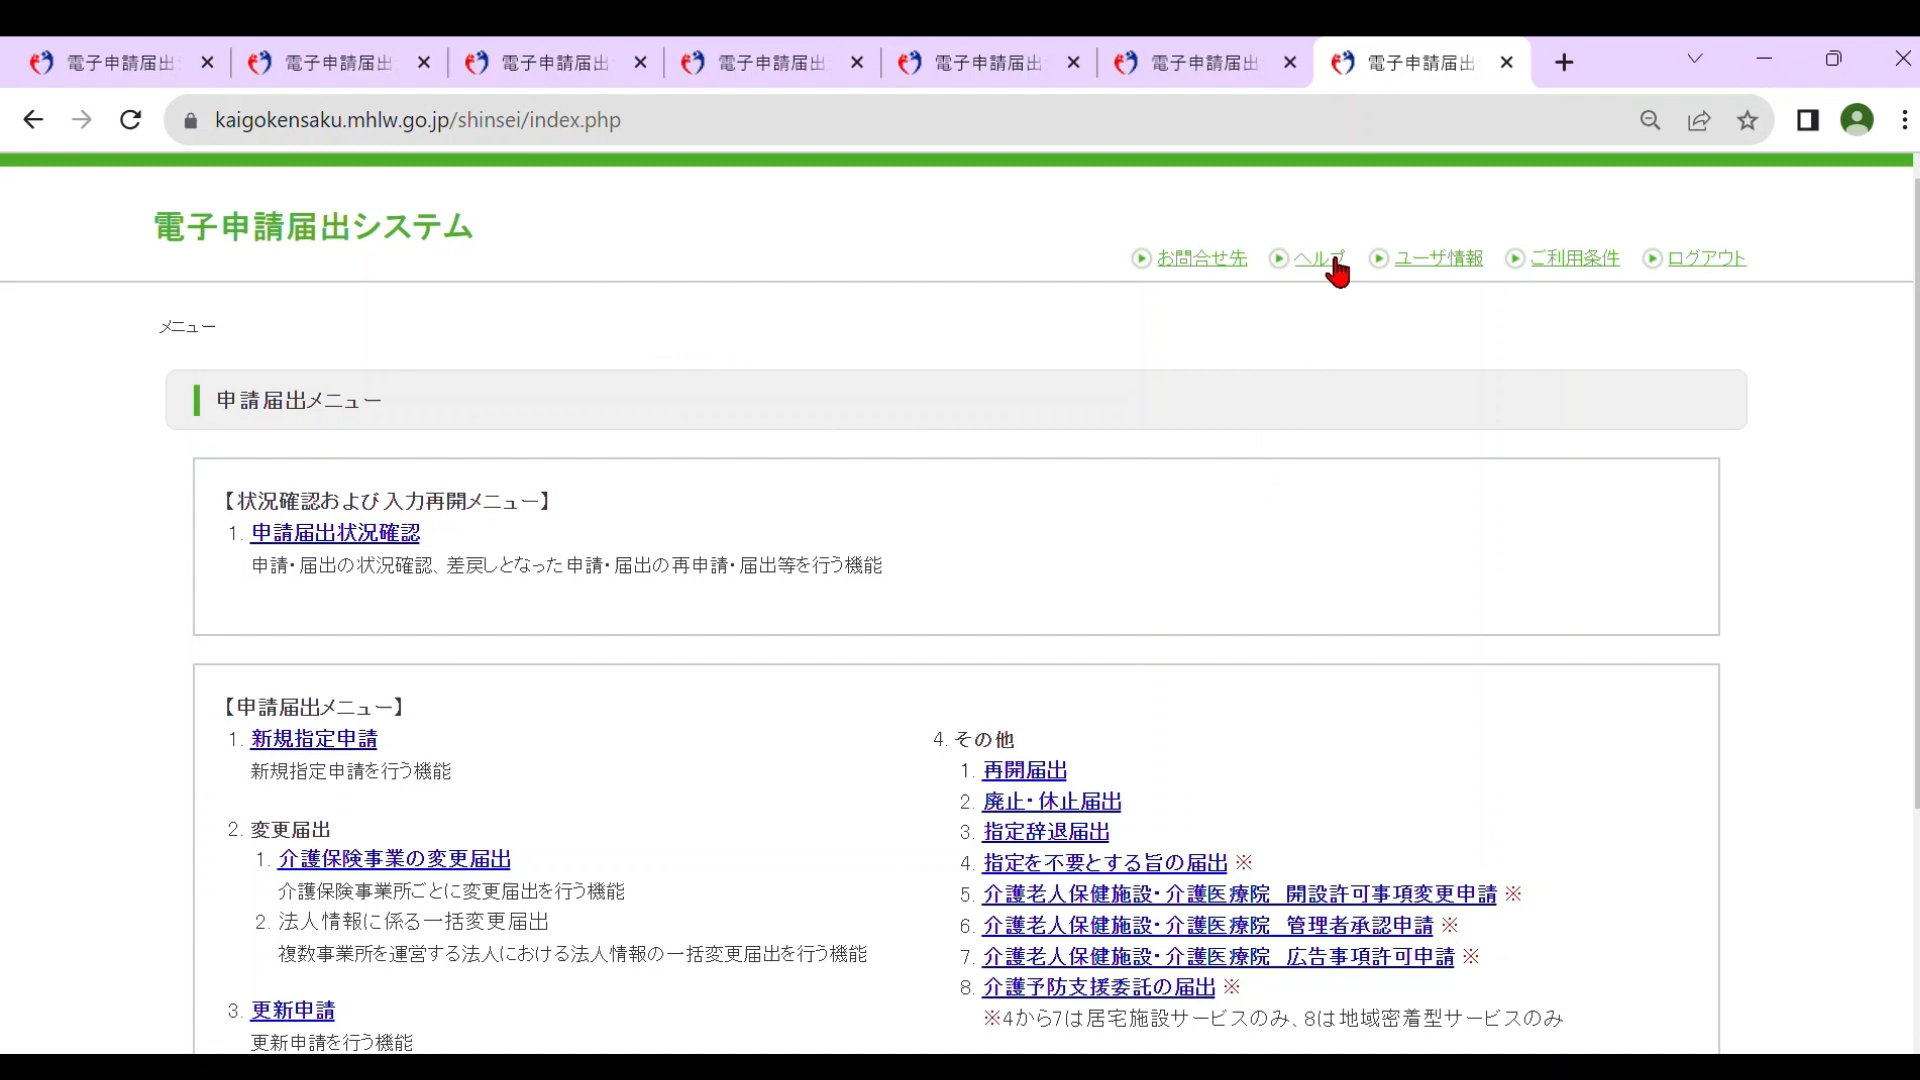 電子申請届出 電子申請届出 電子申請届出 電子申請届出 電子申請届出 電子申請届出 電子申請届出
kaigokensaku.mhlw.go.jp/shinsei/index.php
電子申請届出システム
お問合せ先 ヘルプ ユーザ情報 ご利用条件 ログアウト
メニュー
申請届出メニュー
【状況確認および入力再開メニュー】
1. 申請届出状況確認
申請・届出の状況確認、差戻しとなった申請・届出の再申請・届出等を行う機能
【申請届出メニュー】
1. 新規指定申請
新規指定申請を行う機能
2. 変更届出
1. 介護保険事業の変更届出
介護保険事業所ごとに変更届出を行う機能
2. 法人情報に係る一括変更届出
複数事業所を運営する法人における法人情報の一括変更届出を行う機能
3. 更新申請
更新申請を行う機能
4. その他
1. 再開届出
2. 廃止・休止届出
3. 指定辞退届出
4. 指定を不要とする旨の届出 ※
5. 介護老人保健施設・介護医療院 開設許可事項変更申請 ※
6. 介護老人保健施設・介護医療院 管理者承認申請 ※
7. 介護老人保健施設・介護医療院 広告事項許可申請 ※
8. 介護予防支援委託の届出 ※
※4から7は居宅施設サービスのみ、8は地域密着型サービスのみ